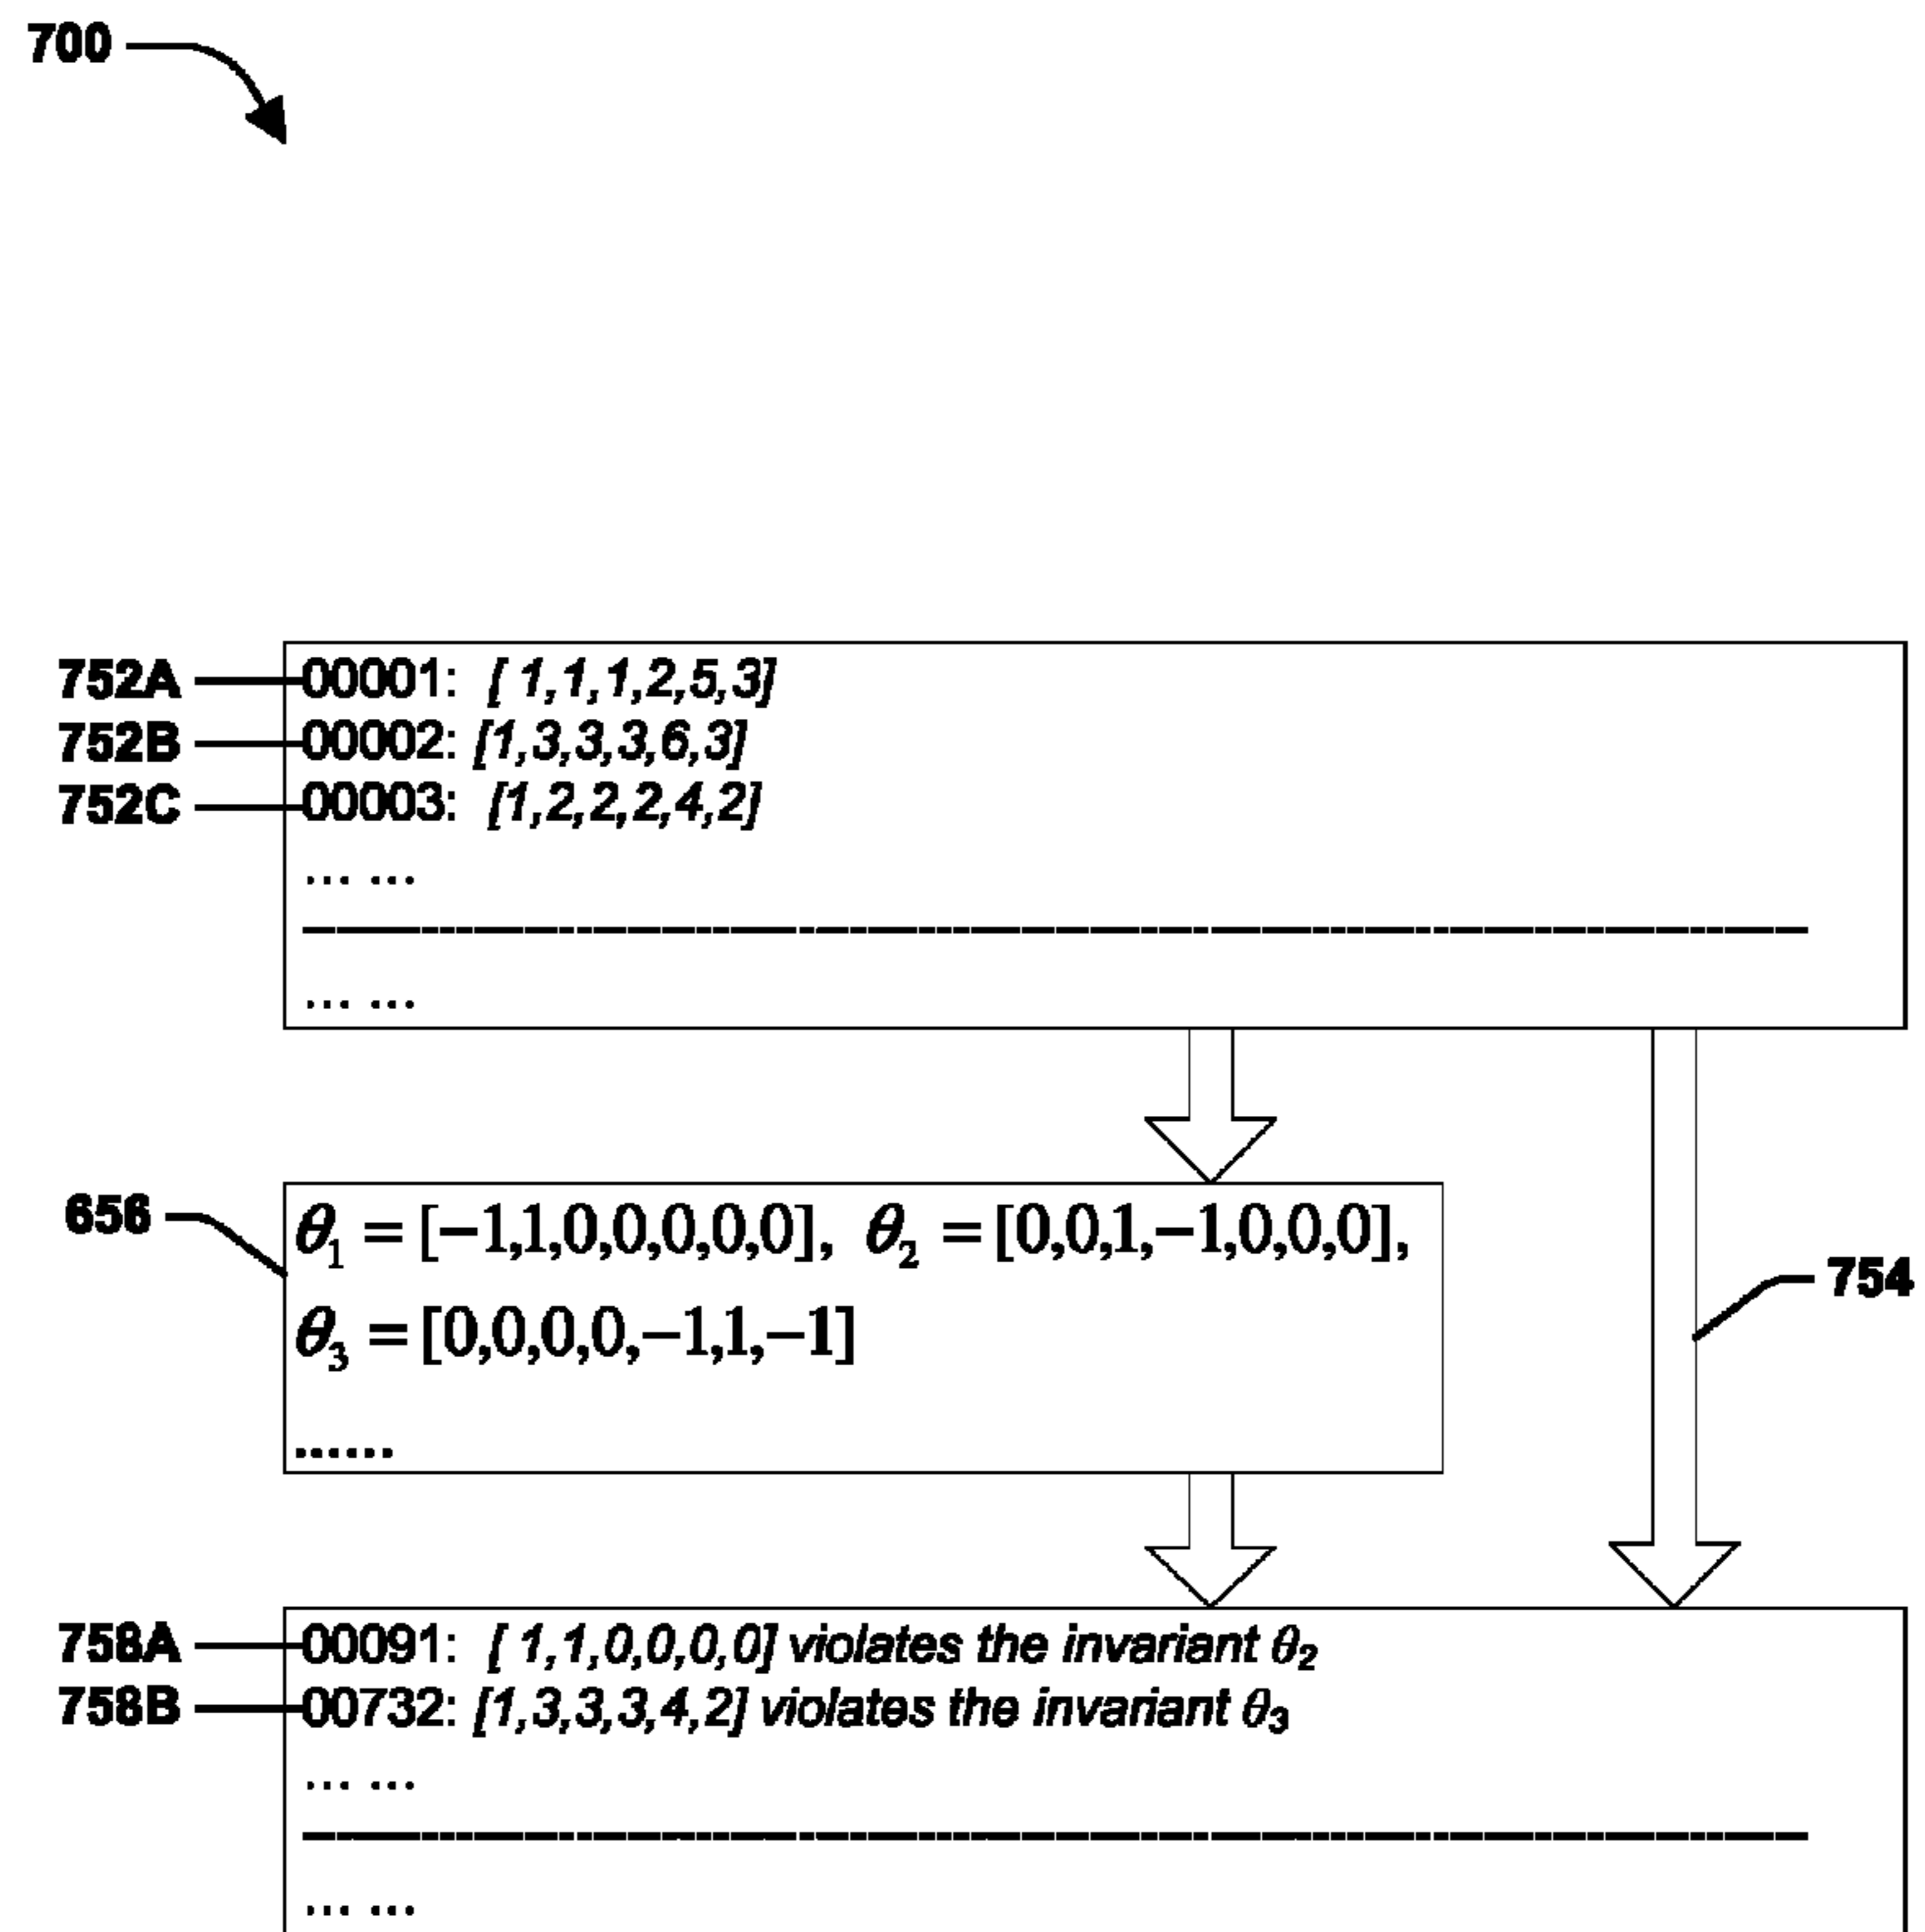 700
752A 00001: [ 1,1,1,2,5,3]
752B 00002: [1,3,3,3,6,3]
752C 00003: [1,2,2,2,4,2]
... ...
... ...
656
θ₁ = [−1,1,0,0,0,0,0], θ₂ = [0,0,1,−1,0,0,0],
θ₃ = [0,0,0,0,−1,1,−1]
......
754
758A 00091: [ 1,1,0,0,0,0] violates the invariant θ₂
758B 00732: [1,3,3,3,4,2] violates the invariant θ₃
... ...
... ...